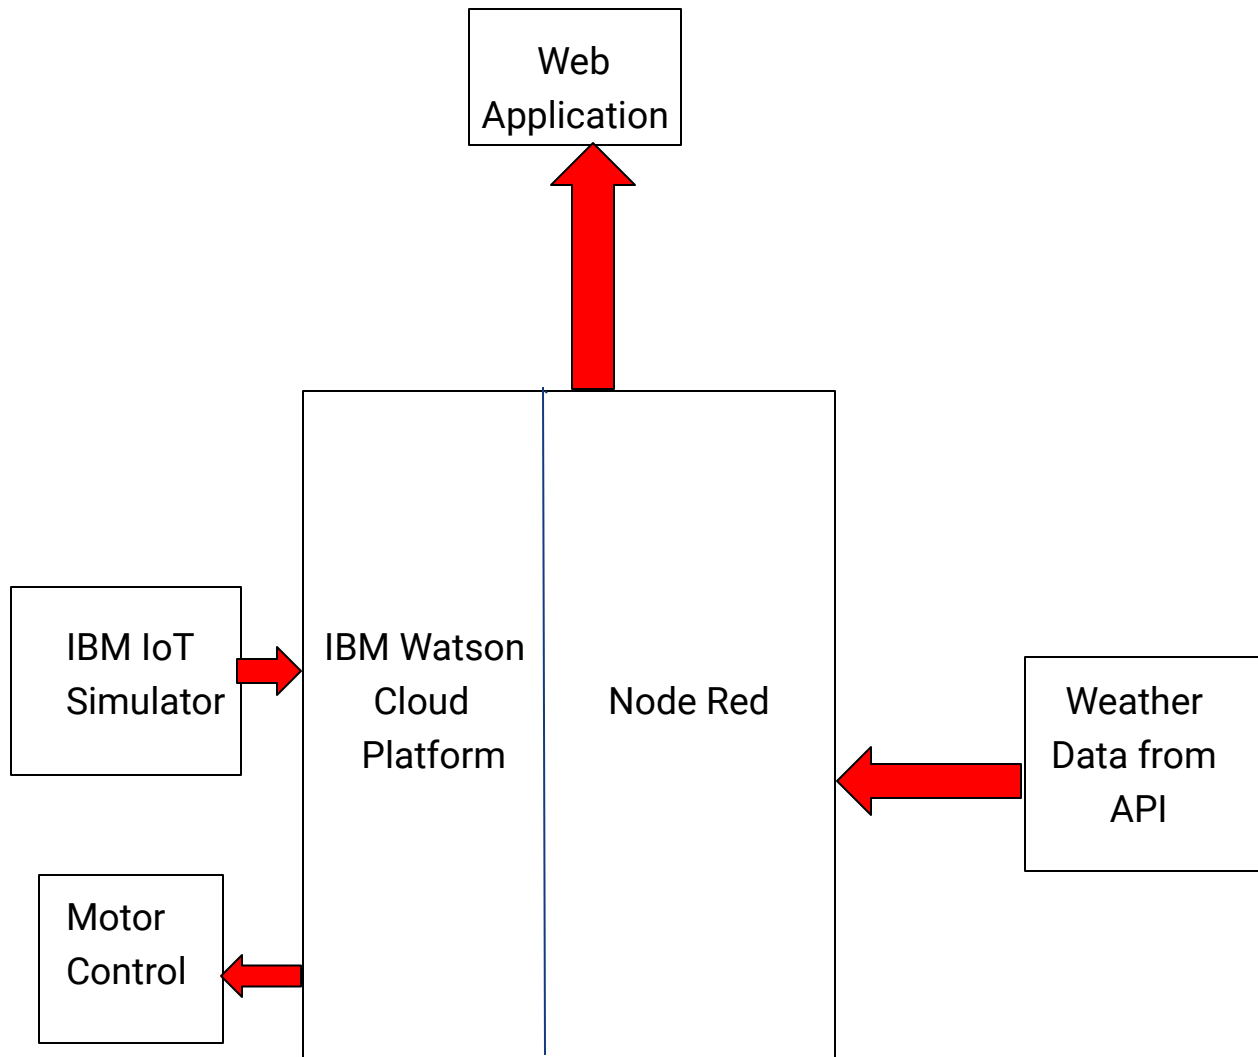 Web
Application
IBM IoT
Simulator
IBM Watson
Cloud
Platform
Node Red
Weather
Data from
API
Motor
Control